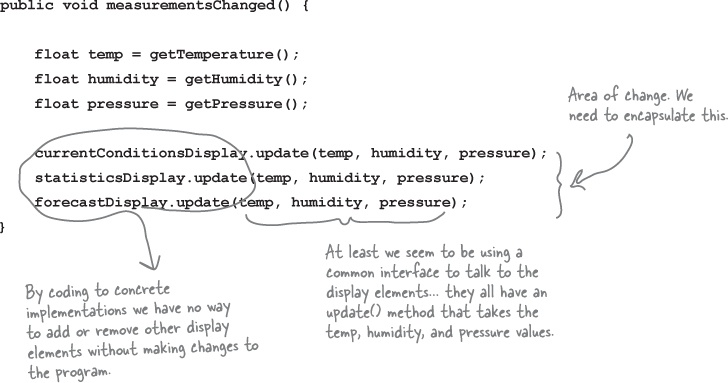 public void measurementsChanged() {
float temp = getTemperature();
float humidity = getHumidity();
float pressure = getPressure();
currentConditionsDisplay.update(temp, humidity, pressure);
statisticsDisplay.update(temp, humidity, pressure);
forecastDisplay.update(temp, humidity, pressure);
}
Area of change. We
need to encapsulate this.
By coding to concrete
implementations we have no way
to add or remove other display
elements without making changes to
the program.
At least we seem to be using a
common interface to talk to the
display elements... they all have an
update() method that takes the
temp, humidity, and pressure values.